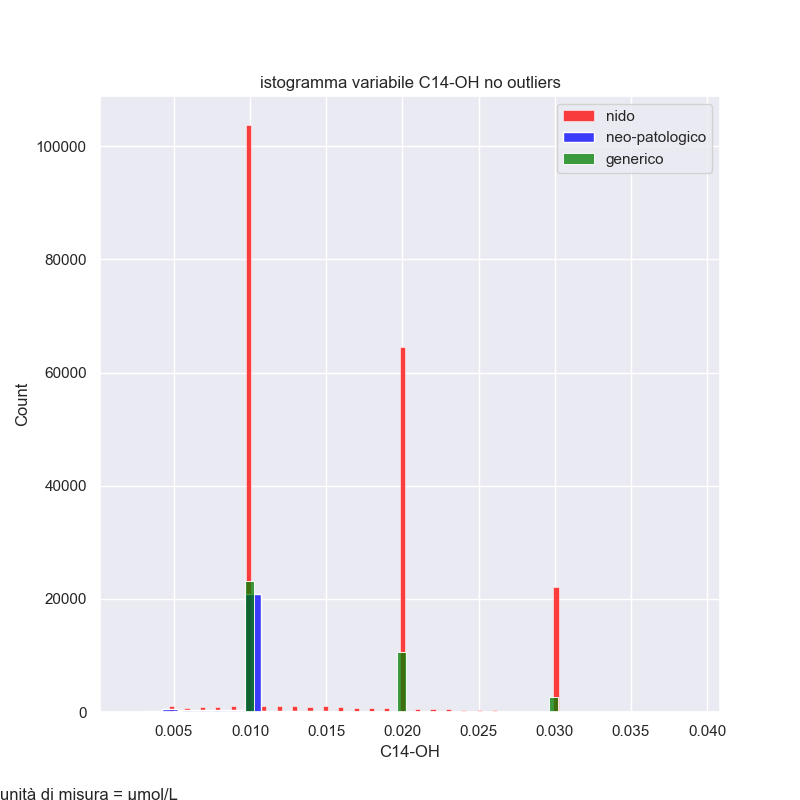 istogramma variabile C14-OH no outliers
nido
neo-patologico
generico
100000
80000
60000
40000
20000
0
Count
0.005 0.010 0.015 0.020 0.025 0.030 0.035 0.040
C14-OH
unità di misura = μmol/L